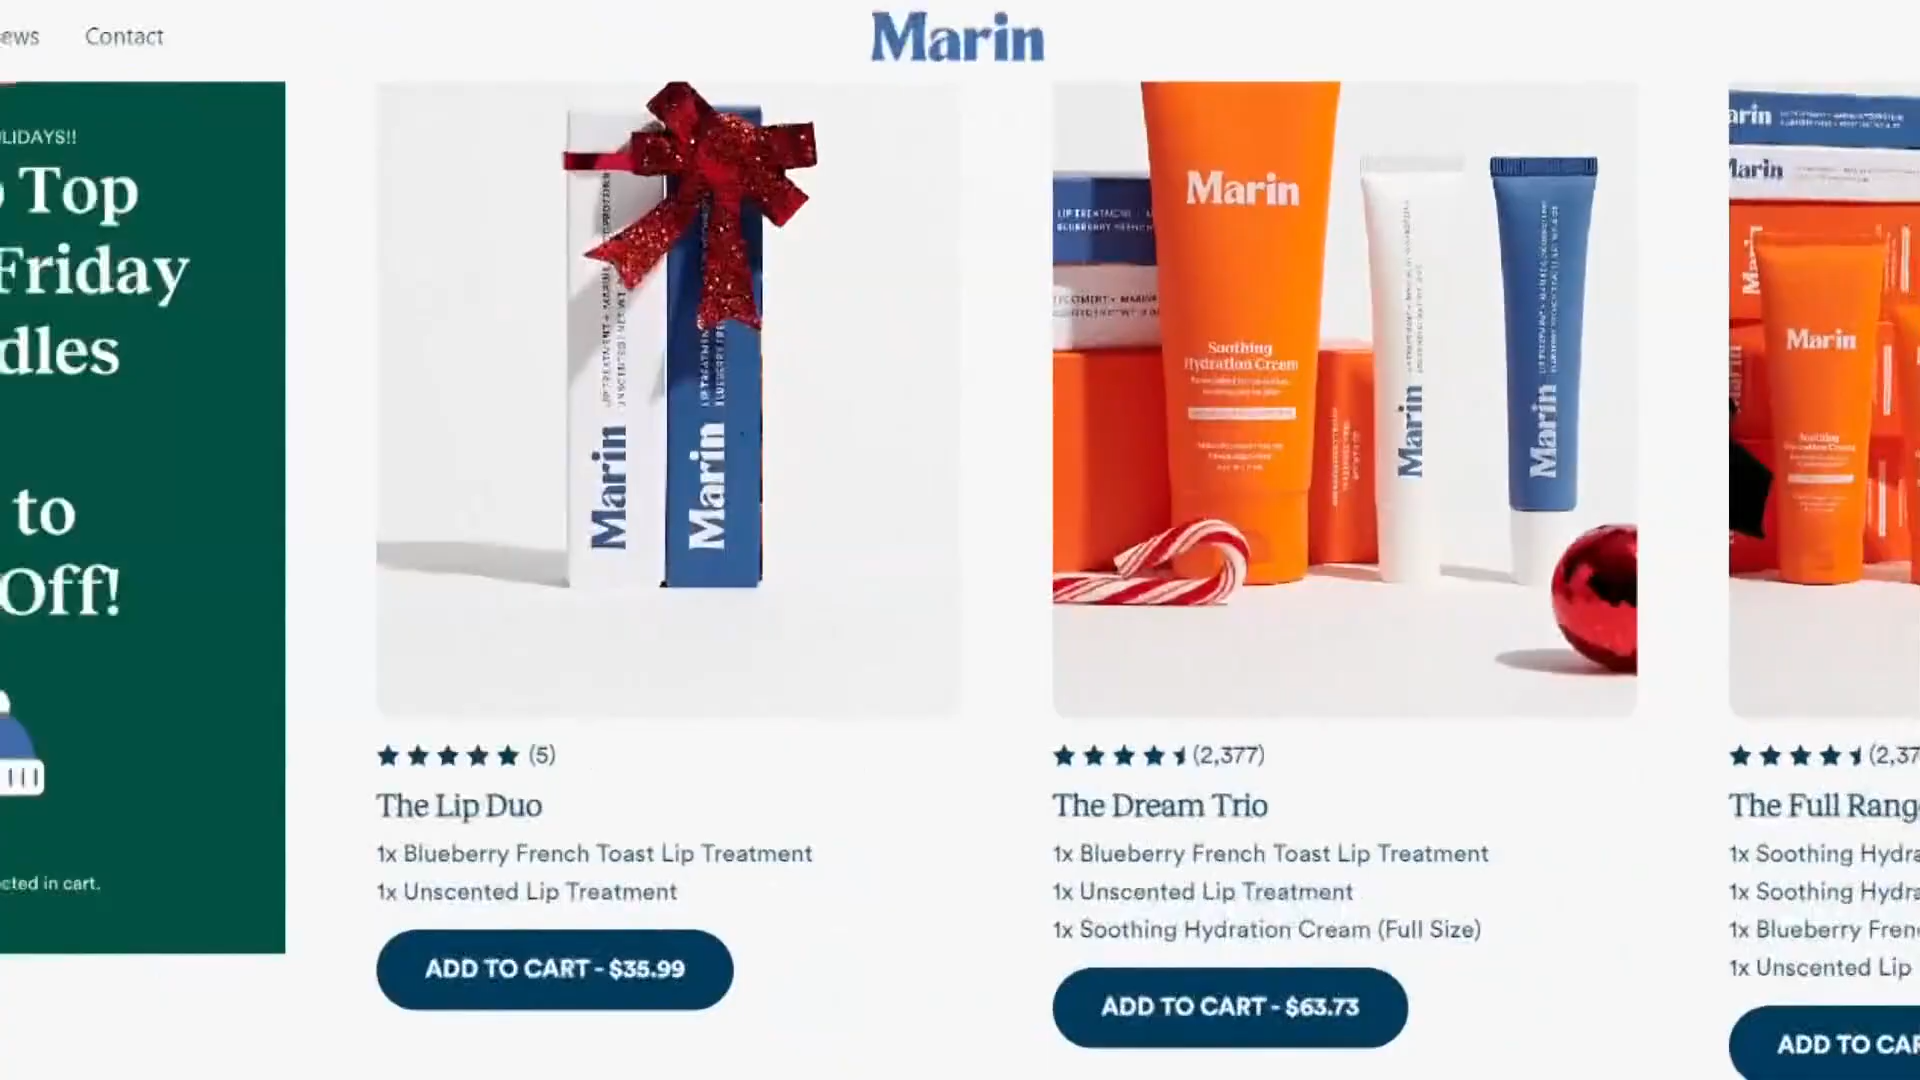 ews
Contact
Marin
LIDAYS!!
Top
Friday
dles
to
Off!
cted in cart.
Marin
Marin
Marin
Soothing
Hydration Cream
Marin
Marin
arin
Marin
Marin
Marin
(5)
The Lip Duo
1x Blueberry French Toast Lip Treatment
1x Unscented Lip Treatment
ADD TO CART - $35.99
(2,377)
The Dream Trio
1x Blueberry French Toast Lip Treatment
1x Unscented Lip Treatment
1x Soothing Hydration Cream (Full Size)
ADD TO CART - $63.73
(2,37
The Full Rang
1x Soothing Hydra
1x Soothing Hydra
1x Blueberry Fren
1x Unscented Lip
ADD TO CAR